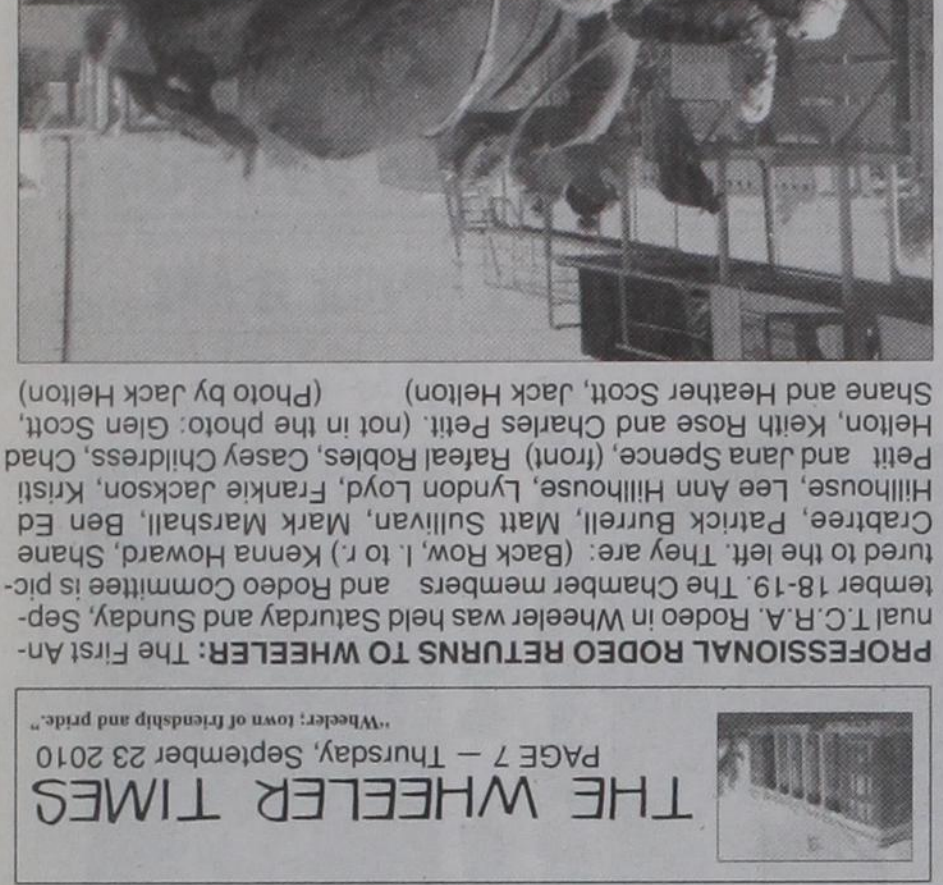 THE WHEELER TIMES
PAGE 7 — Thursday, September 23 2010
"Wheeler; town of friendship and pride."
PROFESSIONAL RODEO RETURNS TO WHEELER: The First An-
nual T.C.R.A. Rodeo in Wheeler was held Saturday and Sunday, Sep-
tember 18-19. The Chamber members and Rodeo Committee is pic-
tured to the left. They are: (Back Row, l. to r.) Kenna Howard, Shane
Crabtree, Patrick Burrell, Matt Sullivan, Mark Marshall, Ben Ed
Hillhouse, Lee Ann Hillhouse, Lyndon Loyd, Frankie Jackson, Kristi
Petit and Jana Spence, (front) Rafeal Robles, Casey Childress, Chad
Helton, Keith Rose and Charles Petit. (not in the photo: Glen Scott,
Shane and Heather Scott, Jack Helton) (Photo by Jack Helton)